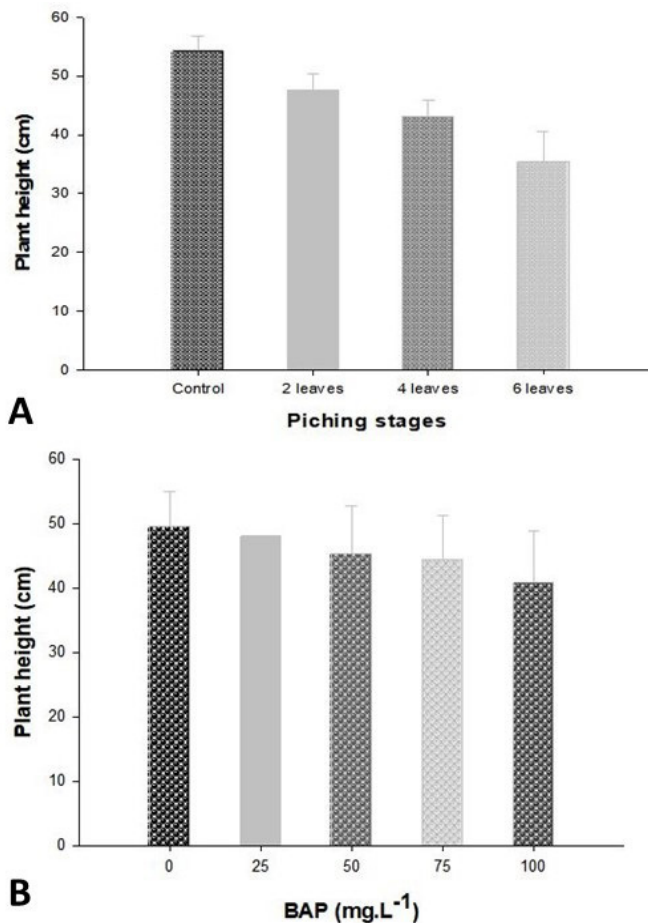 60
50
40
30
20
10
0
Plant height (cm)
Control 2 leaves 4 leaves 6 leaves
Piching stages
A
60
50
40
30
20
10
0
Plant height (cm)
0 25 50 75 100
BAP (mg.L⁻¹)
B